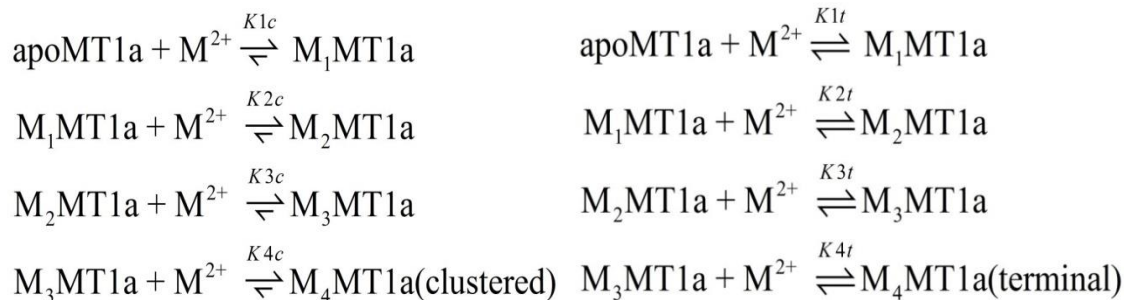 apoMT1a + M²⁺ ⇌ M₁MT1a
K1c
M₁MT1a + M²⁺ ⇌ M₂MT1a
K2c
M₂MT1a + M²⁺ ⇌ M₃MT1a
K3c
M₃MT1a + M²⁺ ⇌ M₄MT1a(clustered)
K4c
apoMT1a + M²⁺ ⇌ M₁MT1a
K1t
M₁MT1a + M²⁺ ⇌ M₂MT1a
K2t
M₂MT1a + M²⁺ ⇌ M₃MT1a
K3t
M₃MT1a + M²⁺ ⇌ M₄MT1a(terminal)
K4t